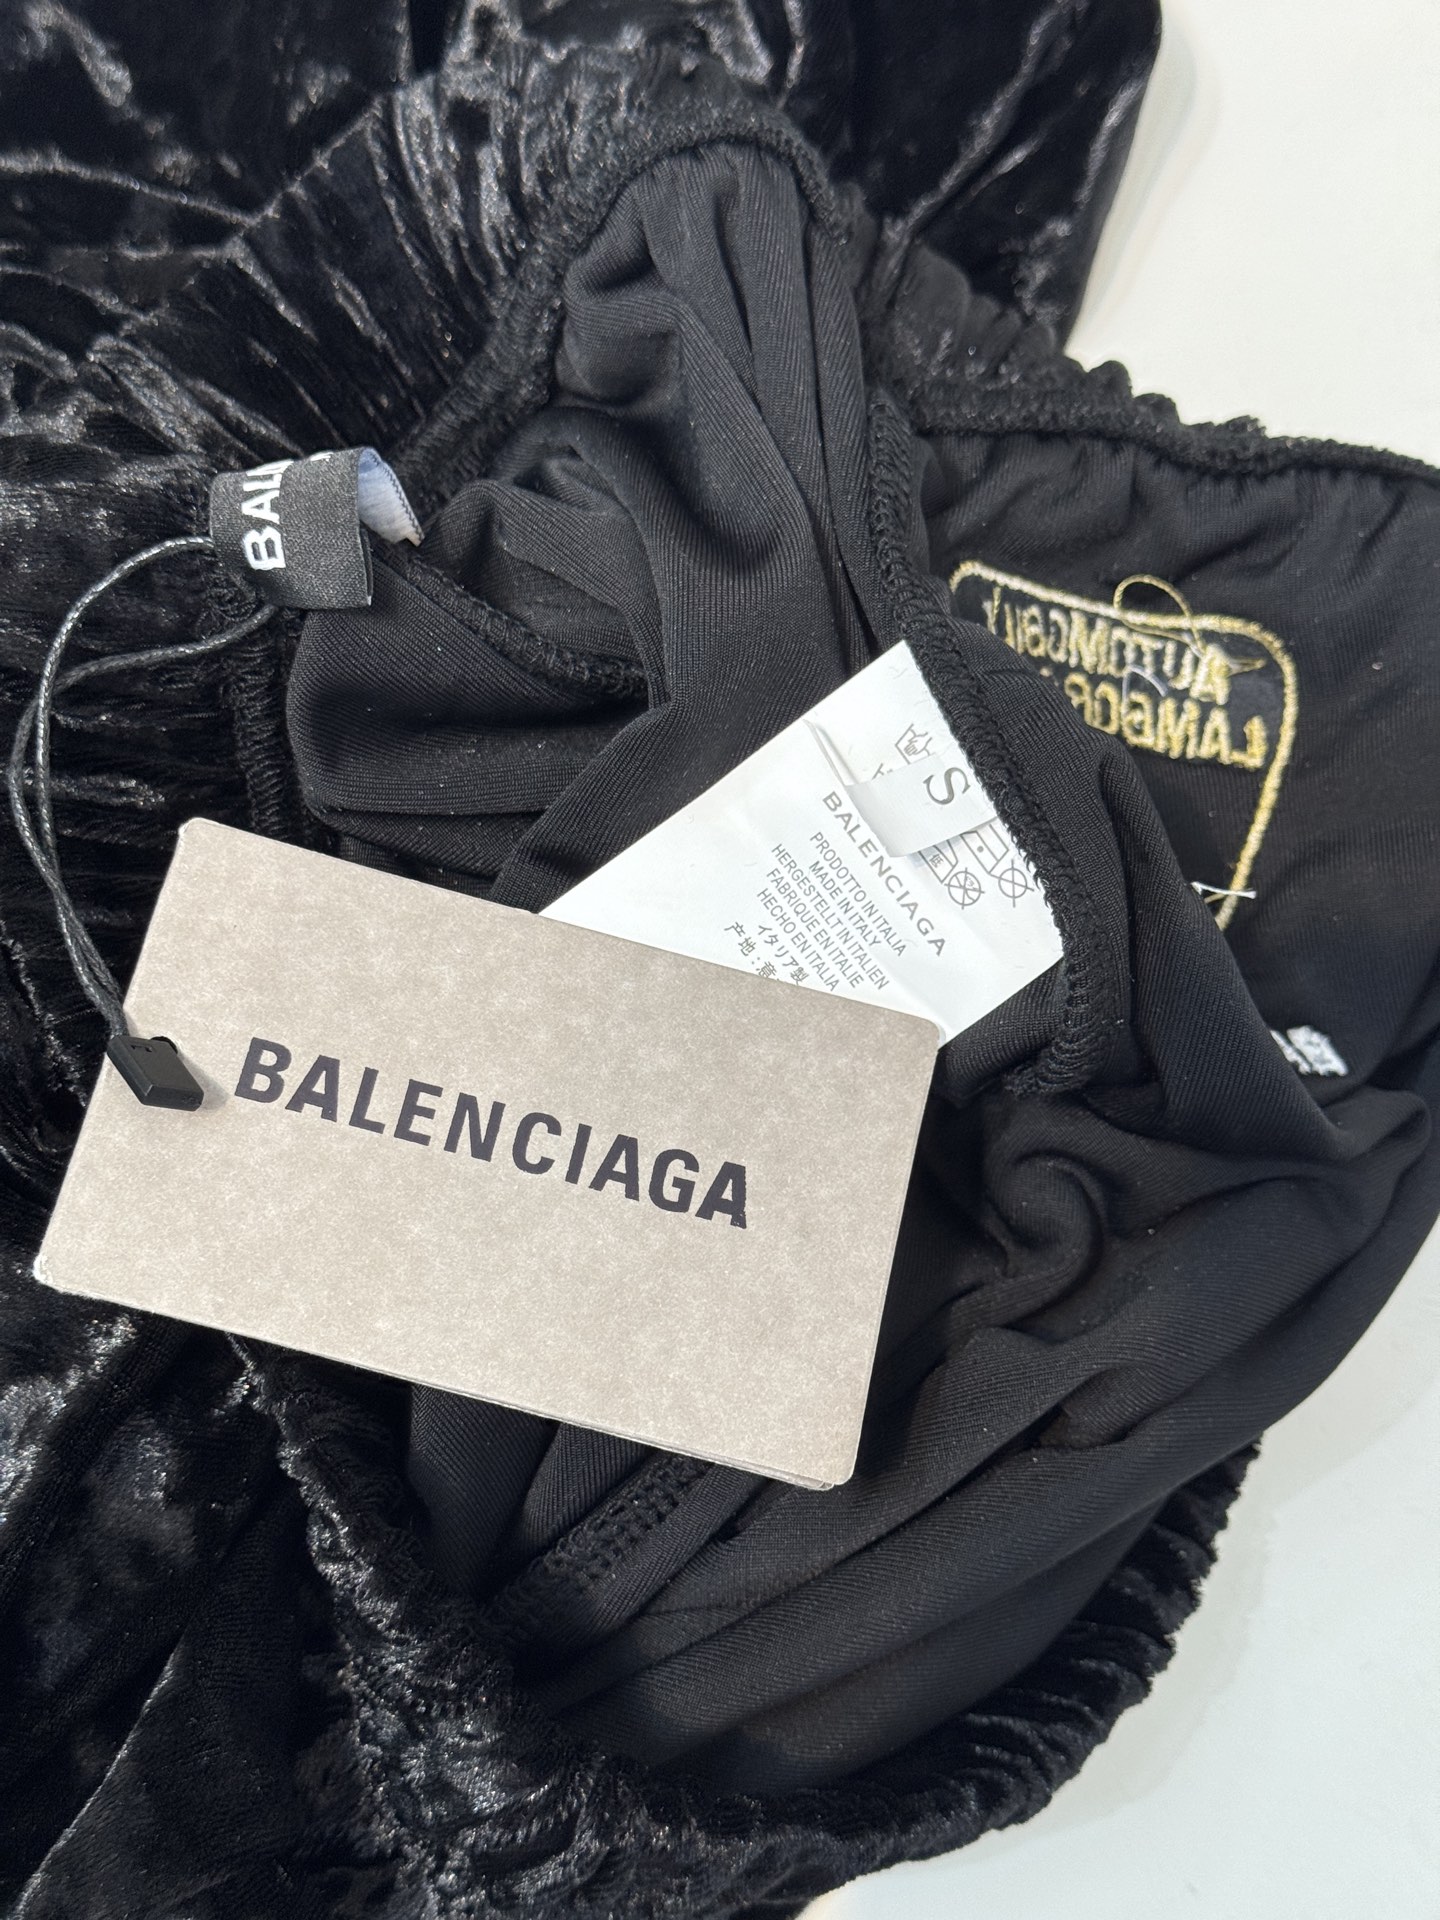 BAL
S
BALENCIAGA
PRODOTTO IN ITALIA
MADE IN ITALY
HERGESTELLT IN ITALIEN
FABRIQUE EN ITALIE
HECHO EN ITALIA
イタリア製
产地:意
BALENCIAGA
AUTOMOBILI
LAMBOR